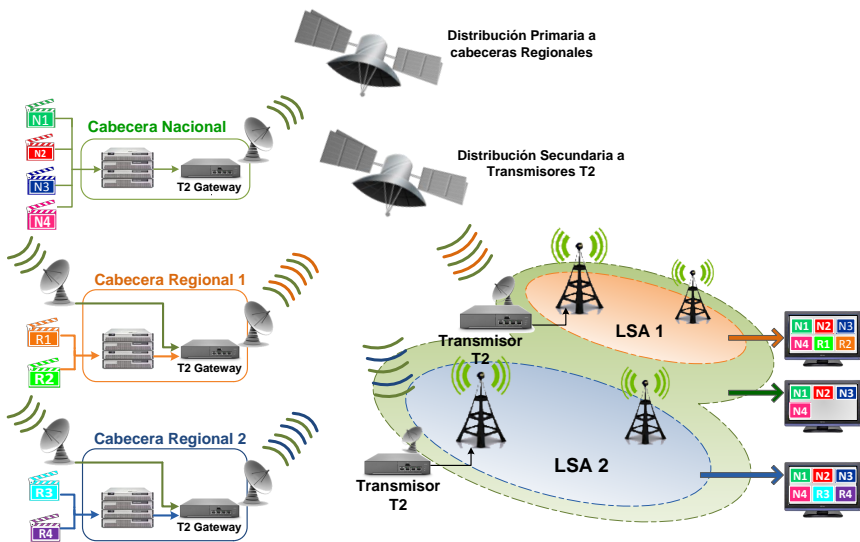 Distribución Primaria a
cabeceras Regionales
Distribución Secundaria a
Transmisores T2
Cabecera Nacional
N1
N2
N3
N4
T2 Gateway
Cabecera Regional 1
R1
R2
T2 Gateway
Cabecera Regional 2
R3
R4
T2 Gateway
Transmisor
T2
LSA 1
Transmisor
T2
LSA 2
N1 N2 N3
N4 R1 R2
N1 N2 N3
N4
N1 N2 N3
N4 R3 R4